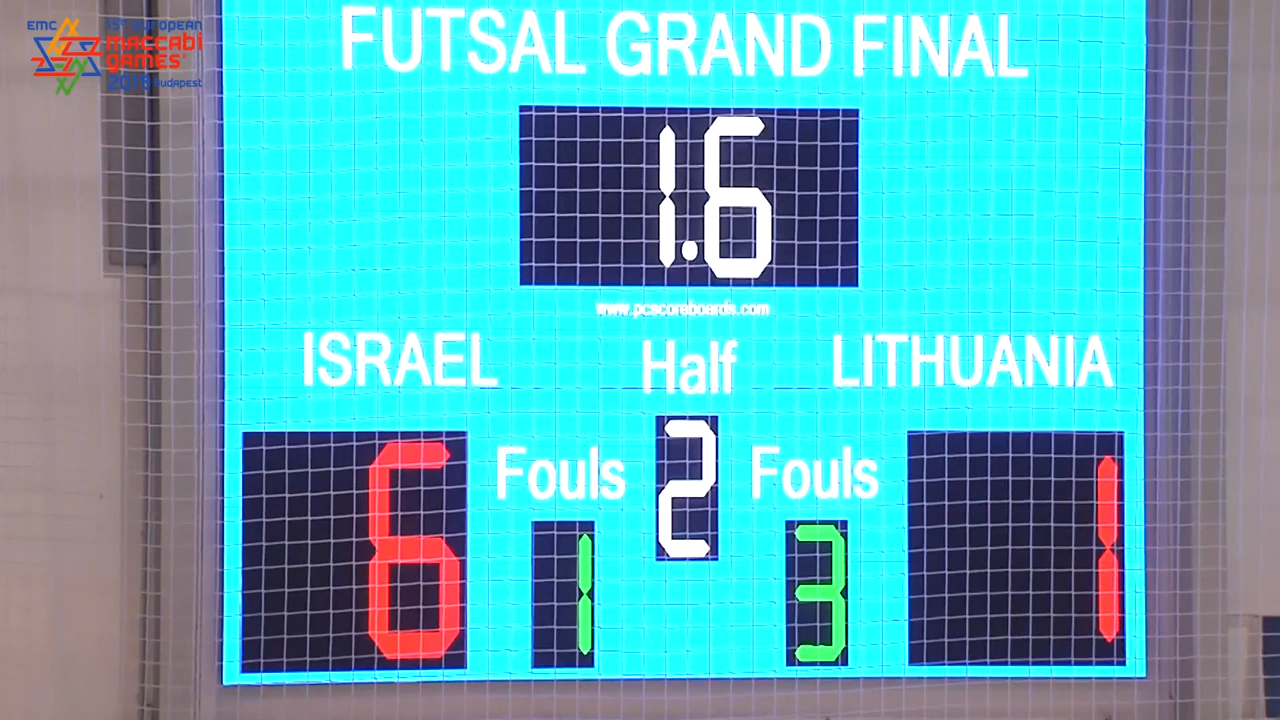 EMC 15th European
maccabi
games
2019 Budapest
FUTSAL GRAND FINAL
1.6
www.pcscoreboards.com
ISRAEL Half LITHUANIA
6 Fouls 2 Fouls 1
1 3